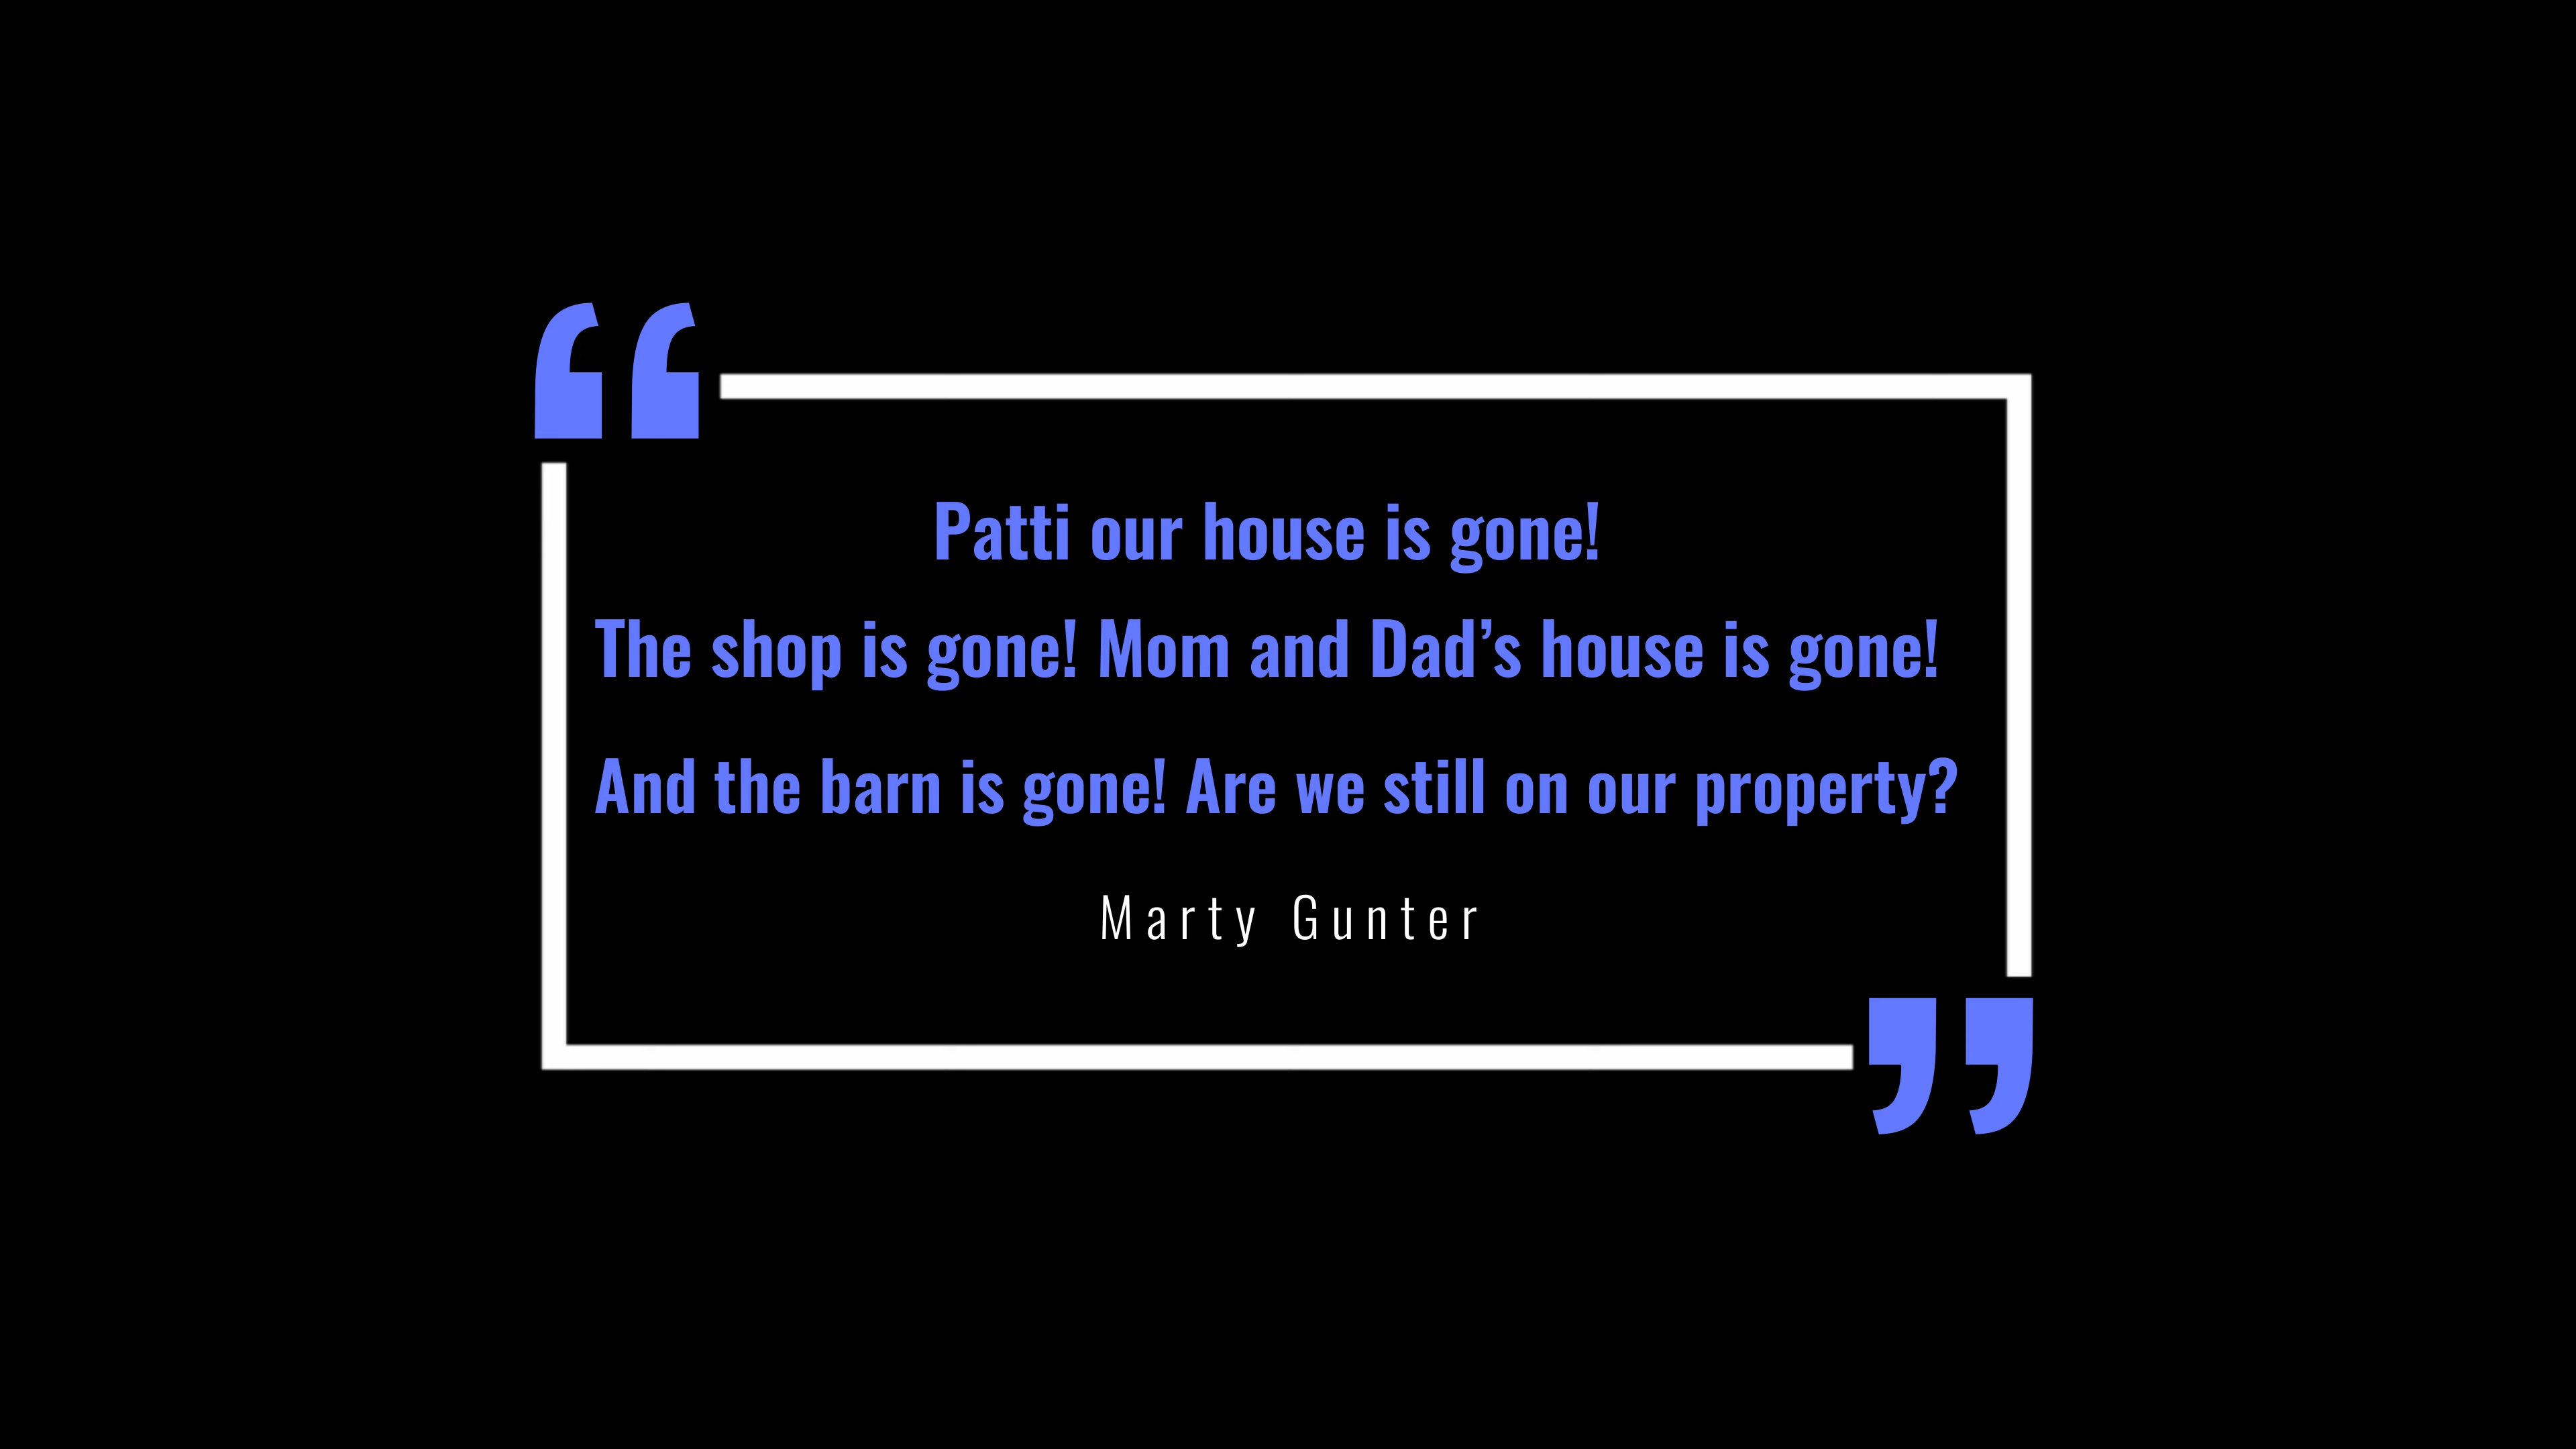 Patti our house is gone!
The shop is gone! Mom and Dad’s house is gone!
And the barn is gone! Are we still on our property?
Marty Gunter